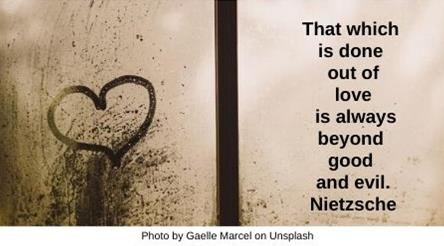 That which
is done
out of
love
is always
beyond
good
and evil.
Nietzsche
Photo by Gaelle Marcel on Unsplash